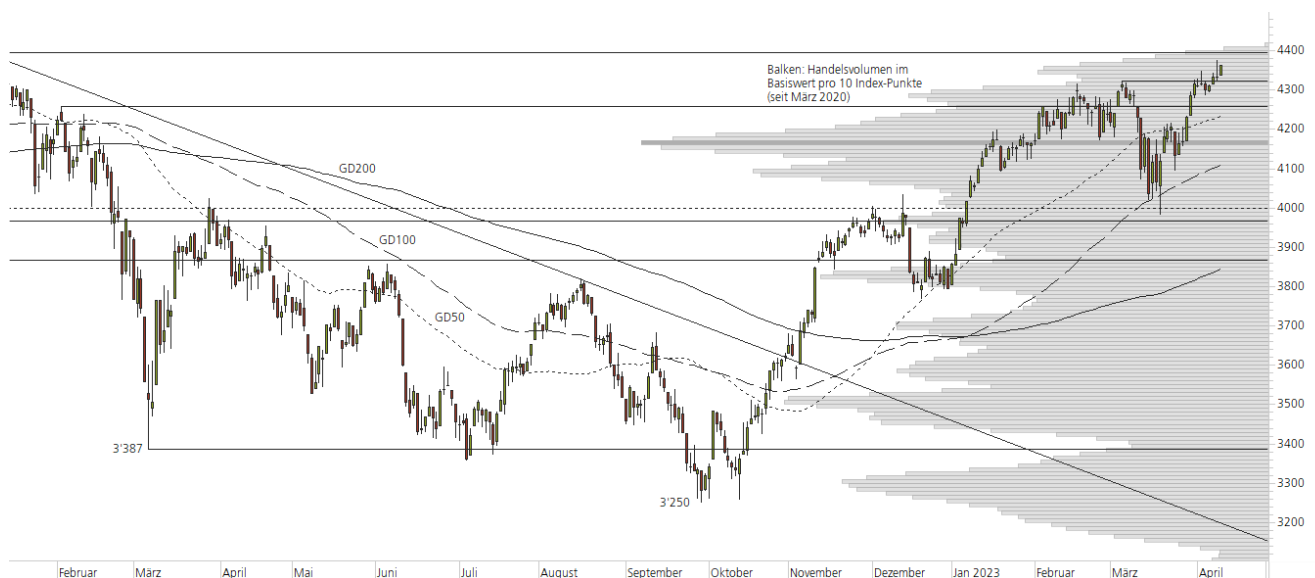 Balken: Handelsvolumen im
Basiswert pro 10 Index-Punkte
(seit März 2020)
GD200
GD100
GD50
3'387
3'250
4400
4300
4200
4100
4000
3900
3800
3700
3600
3500
3400
3300
3200
Februar März April Mai Juni Juli August September Oktober November Dezember Jan 2023 Februar März April